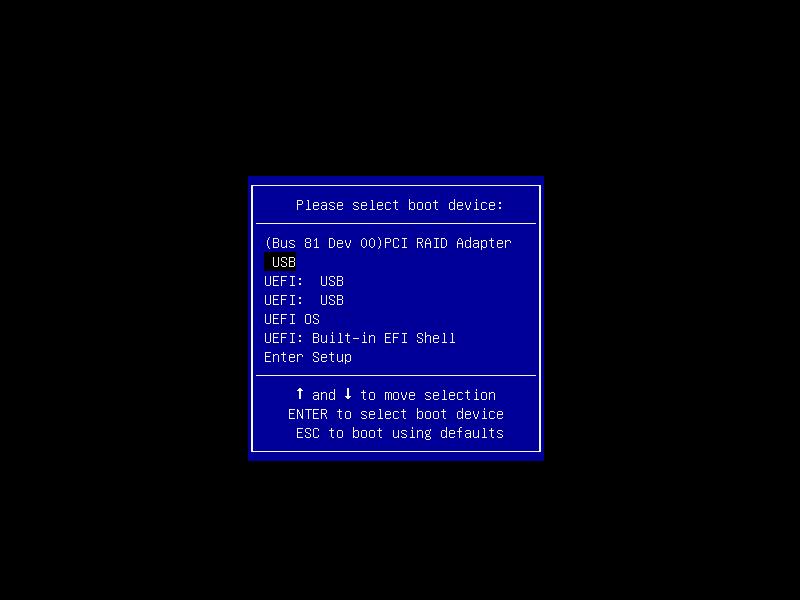 Please select boot device:
(Bus 81 Dev 00)PCI RAID Adapter
USB
UEFI:  USB
UEFI:  USB
UEFI OS
UEFI: Built-in EFI Shell
Enter Setup
↑ and ↓ to move selection
ENTER to select boot device
ESC to boot using defaults